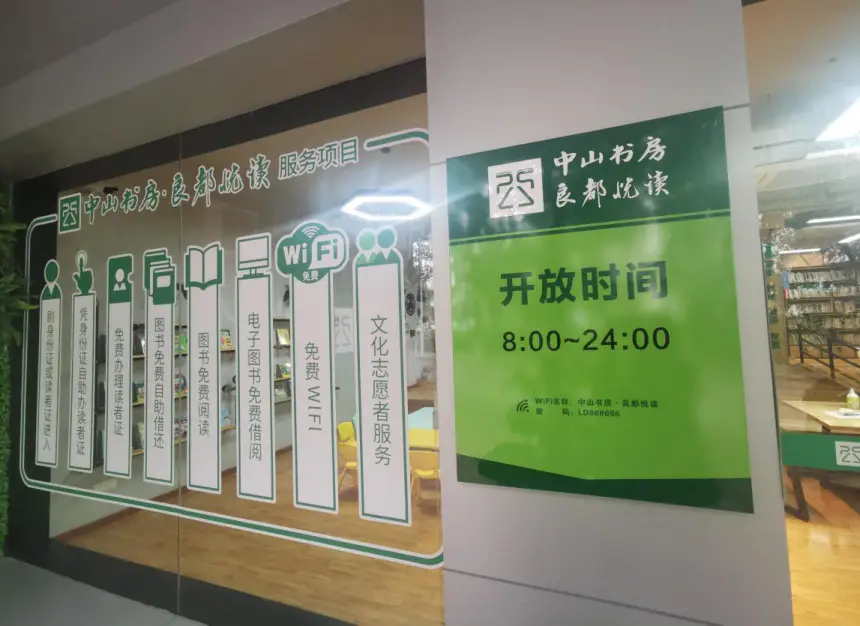 中山书房·良都悦读 服务项目
刷身份证或读者证进入
凭身份证自助办读者证
免费办理读者证
图书免费自助借还
图书免费阅读
电子图书免费借阅
WiFi
免费
免费WIFI
文化志愿者服务
中山书房
良都悦读
开放时间
8:00~24:00
WiFi名称：中山书房·良都悦读
密 码：LD868686